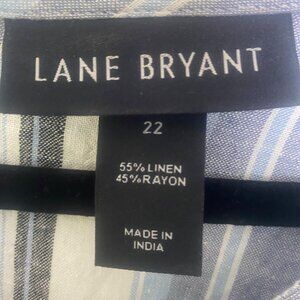 LANE BRYANT
22
55% LINEN
45% RAYON
MADE IN
INDIA